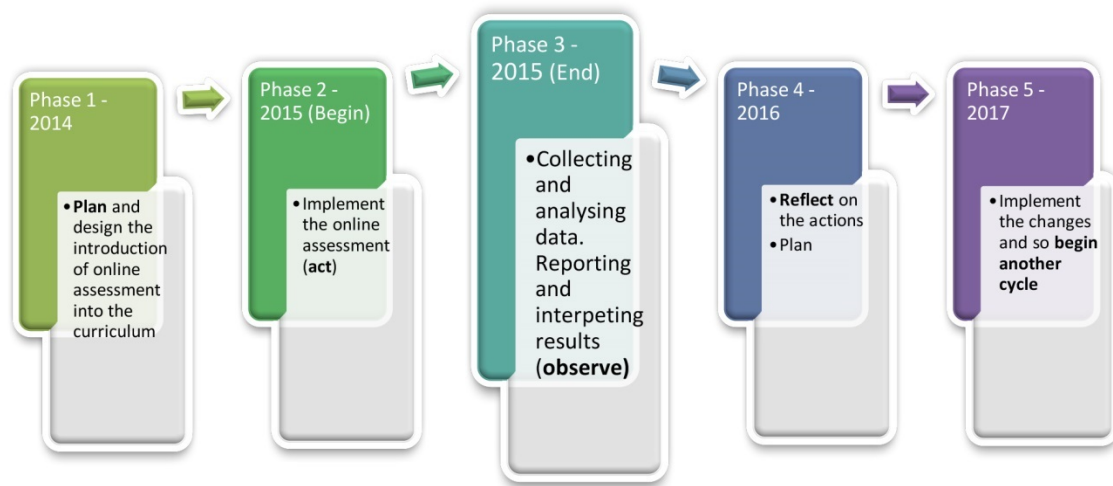 Phase 1 -
2014
• Plan and
design the
introduction
of online
assessment
into the
curriculum
Phase 2 -
2015 (Begin)
• Implement
the online
assessment
(act)
Phase 3 -
2015 (End)
•Collecting
and
analysing
data.
Reporting
and
interpeting
results
(observe)
Phase 4 -
2016
• Reflect on
the actions
• Plan
Phase 5 -
2017
• Implement
the changes
and so begin
another
cycle